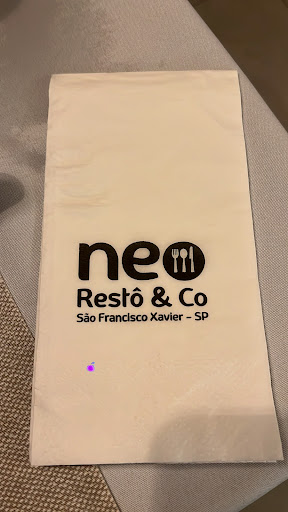 neo
Restô & Co
São Francisco Xavier - SP